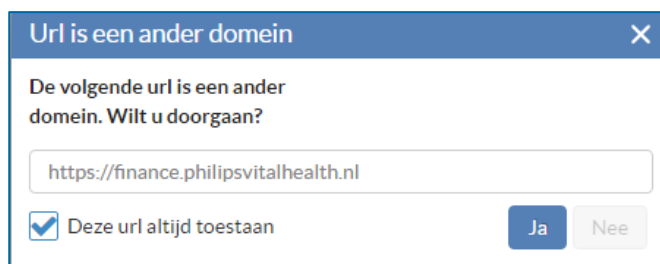 Url is een ander domein
De volgende url is een ander
domein. Wilt u doorgaan?
https://finance.philipsvitalhealth.nl
Deze url altijd toestaan
Ja
Nee